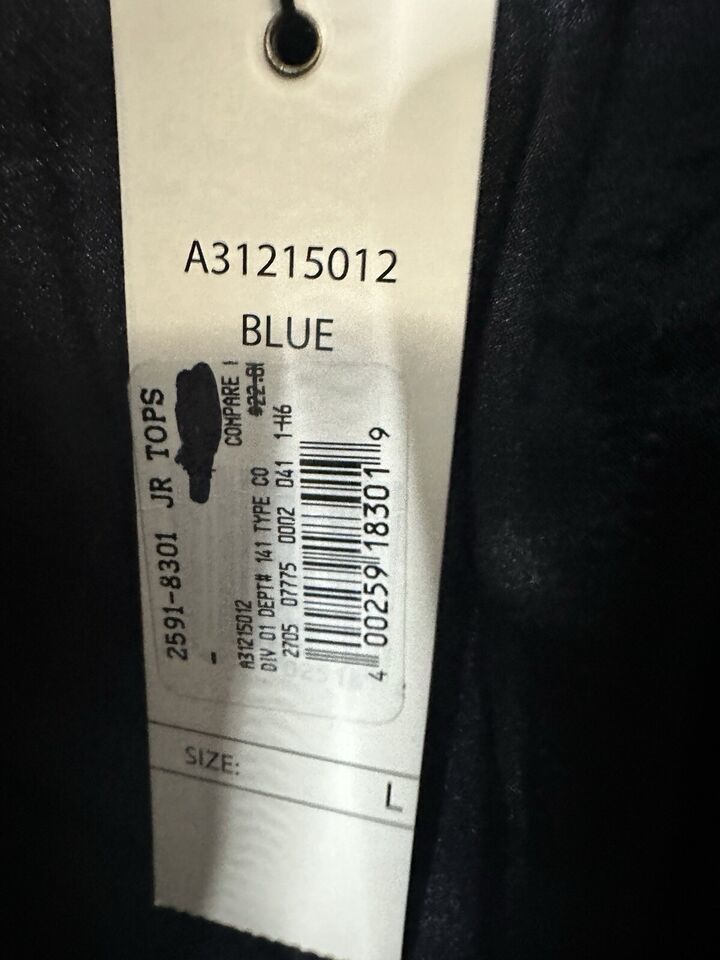 A31215012
BLUE
2591-8301 JR TOPS
COMPARE
A31215012
DIV 01 DEPT# 141 TYPE CO
2705 07775 0002 041 1-H6
4 00259 18301 9
SIZE:
L